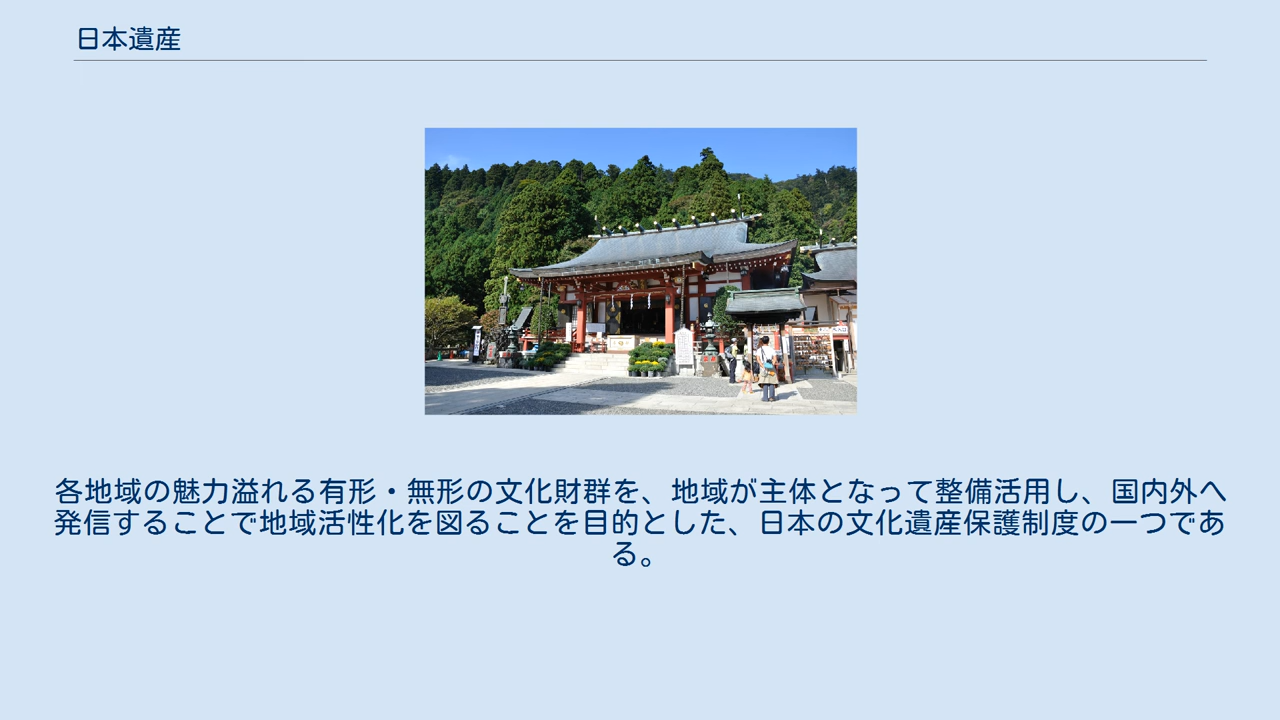 日本遺産
各地域の魅力溢れる有形・無形の文化財群を、地域が主体となって整備活用し、国内外へ
発信することで地域活性化を図ることを目的とした、日本の文化遺産保護制度の一つであ
る。